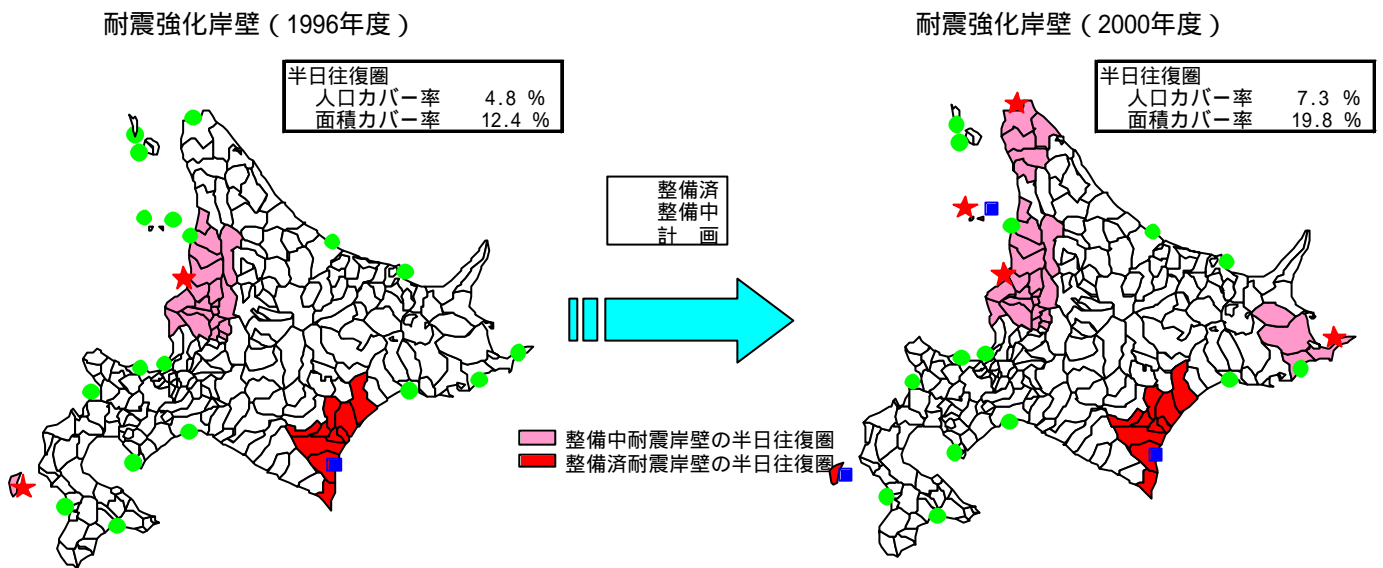 耐震強化岸壁（1996年度）
半日往復圏
人口カバー率 4.8 %
面積カバー率 12.4 %
整備済
整備中
計 画
整備中耐震岸壁の半日往復圏
整備済耐震岸壁の半日往復圏
耐震強化岸壁（2000年度）
半日往復圏
人口カバー率 7.3 %
面積カバー率 19.8 %